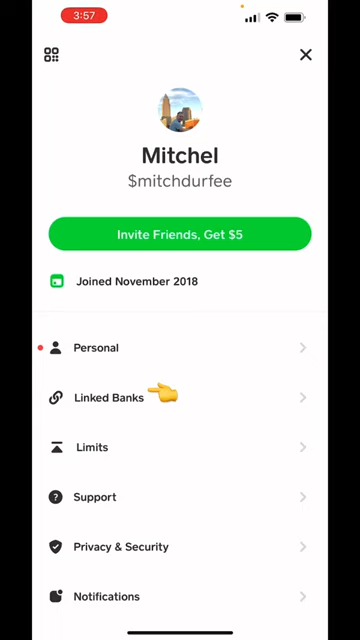 3:57
Mitchel
$mitchdurfee
Invite Friends, Get $5
Joined November 2018
Personal
Linked Banks
Limits
Support
Privacy & Security
Notifications